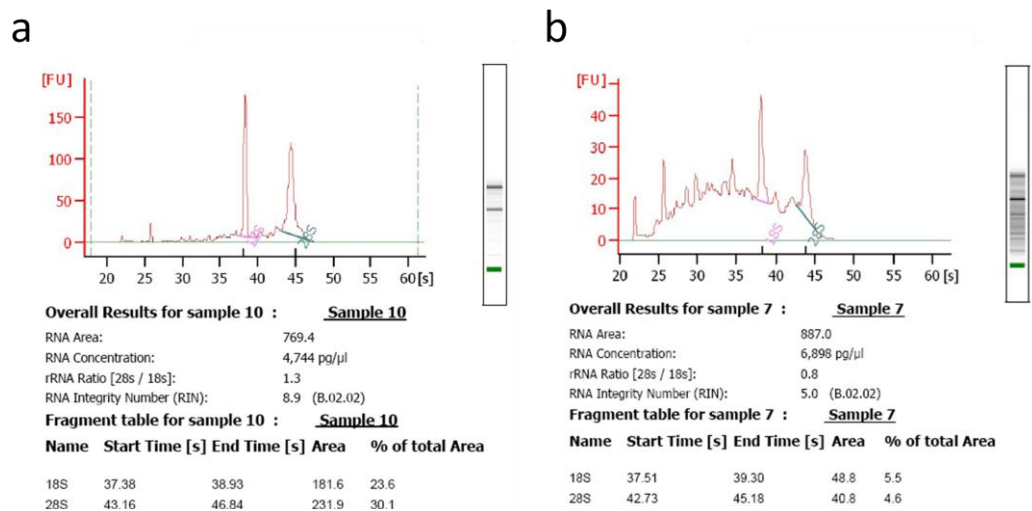 a
[FU]
150
100
50
0
18S
28S
20 25 30 35 40 45 50 55 60 [s]
Overall Results for sample 10 : Sample 10
RNA Area: 769.4
RNA Concentration: 4,744 pg/µl
rRNA Ratio [28s / 18s]: 1.3
RNA Integrity Number (RIN): 8.9 (B.02.02)
Fragment table for sample 10 : Sample 10
Name Start Time [s] End Time [s] Area % of total Area
18S 37.38 38.93 181.6 23.6
28S 43.16 46.84 231.9 30.1
b
[FU]
50
40
30
20
10
0
18S
28S
20 25 30 35 40 45 50 55 60 [s]
Overall Results for sample 7 : Sample 7
RNA Area: 887.0
RNA Concentration: 6,898 pg/µl
rRNA Ratio [28s / 18s]: 0.8
RNA Integrity Number (RIN): 5.0 (B.02.02)
Fragment table for sample 7 : Sample 7
Name Start Time [s] End Time [s] Area % of total Area
18S 37.51 39.30 48.8 5.5
28S 42.73 45.18 40.8 4.6